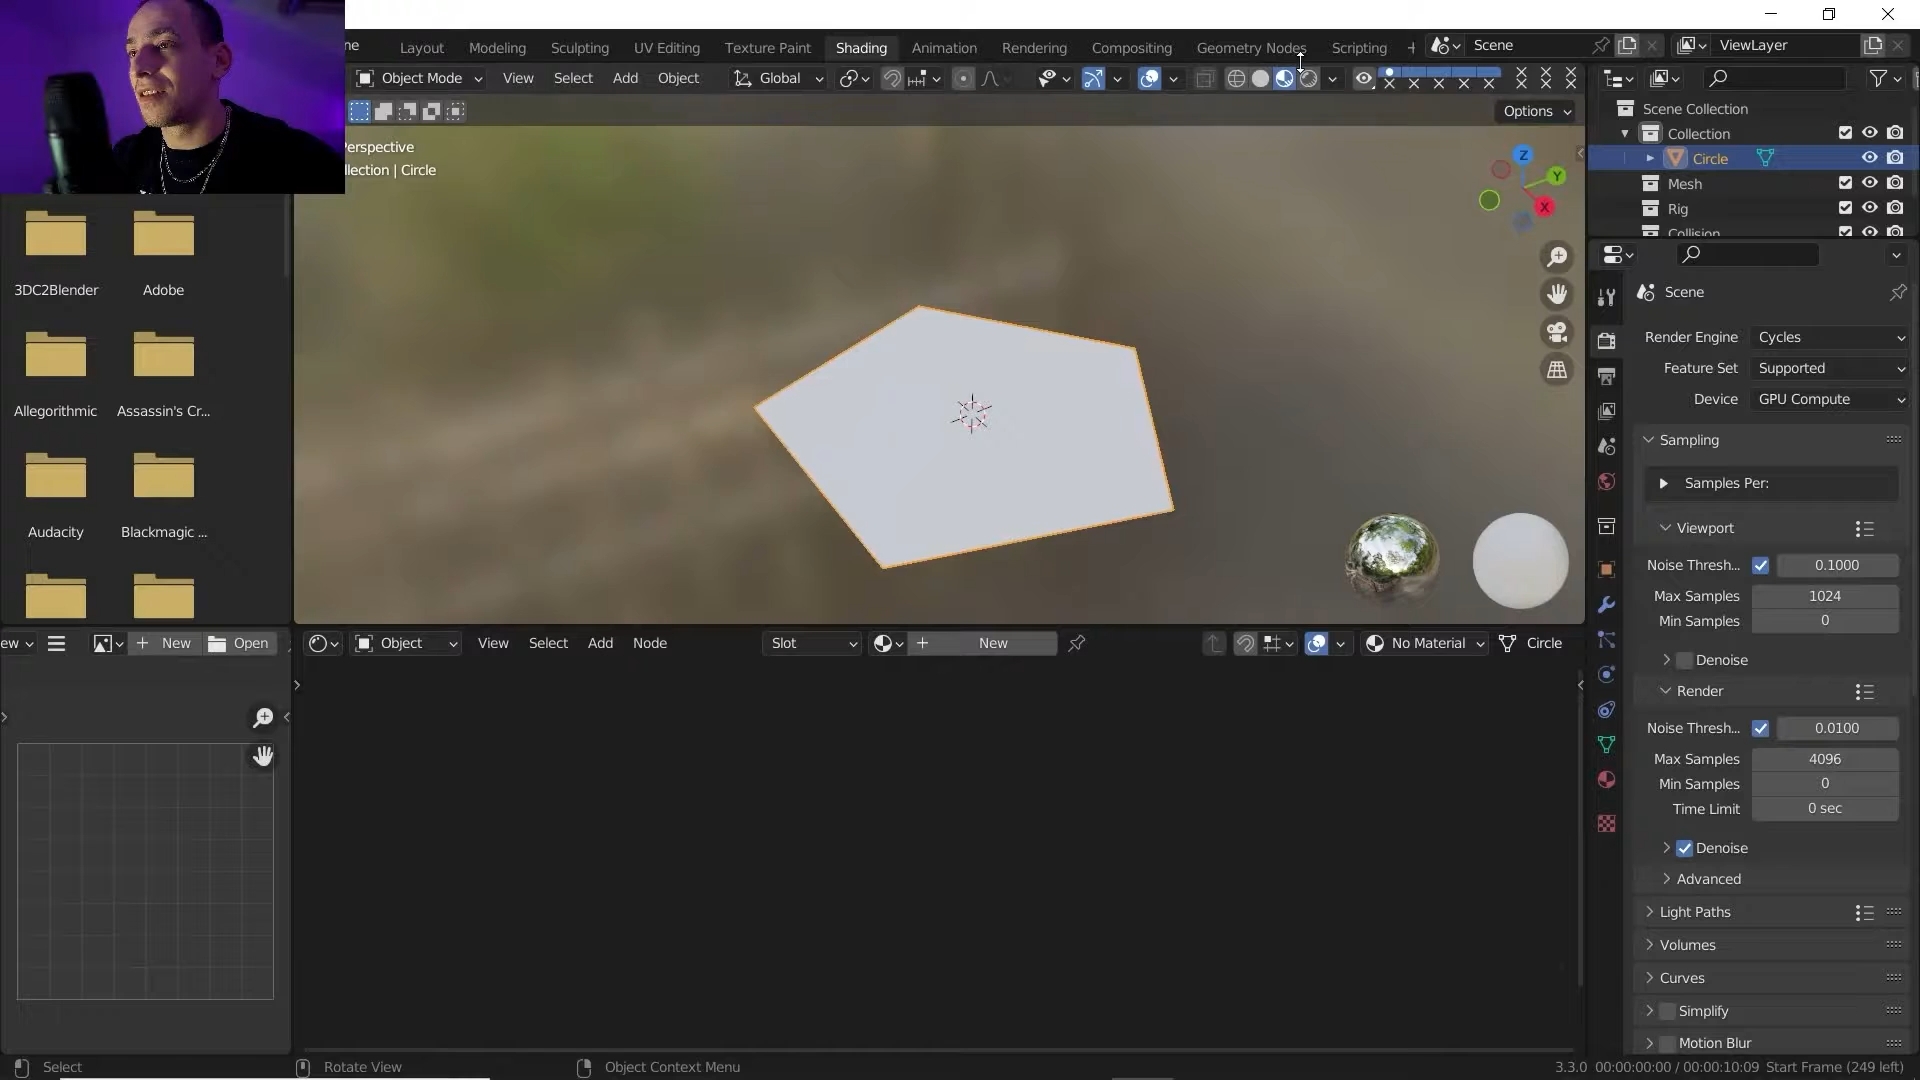 ne Layout Modeling Sculpting UV Editing Texture Paint Shading Animation Rendering Compositing Geometry Nodes Scripting + Scene ViewLayer
Object Mode View Select Add Object Global
Options
Perspective
llection | Circle
Z
Y
X
Scene Collection
Collection
Circle
Mesh
Rig
Collision
3DC2Blender Adobe
Allegorithmic Assassin's Cr...
Audacity Blackmagic ...
Scene
Render Engine Cycles
Feature Set Supported
Device GPU Compute
Sampling
Samples Per:
Viewport
Noise Thresh... 0.1000
Max Samples 1024
Min Samples 0
Denoise
Render
Noise Thresh... 0.0100
Max Samples 4096
Min Samples 0
Time Limit 0 sec
Denoise
Advanced
Light Paths
Volumes
Curves
Simplify
Motion Blur
ew + New Open
Object View Select Add Node Slot + New No Material Circle
Select Rotate View Object Context Menu 3.3.0 00:00:00:00 / 00:00:10:09 Start Frame (249 left)